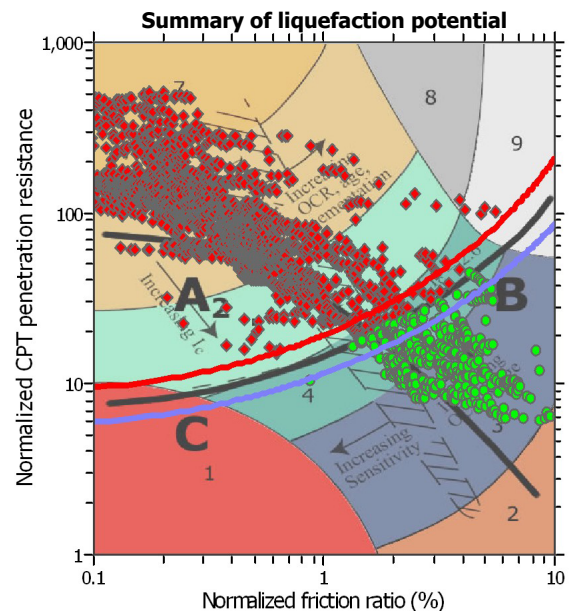 Summary of liquefaction potential
1,000
100
10
1
Normalized CPT penetration resistance
7
8
9
Increasing
OCR, age,
ementation
A2
Increasing Ic
B
C
4
3
1
2
Increasing
Sensitivity
0.1
1
10
Normalized friction ratio (%)